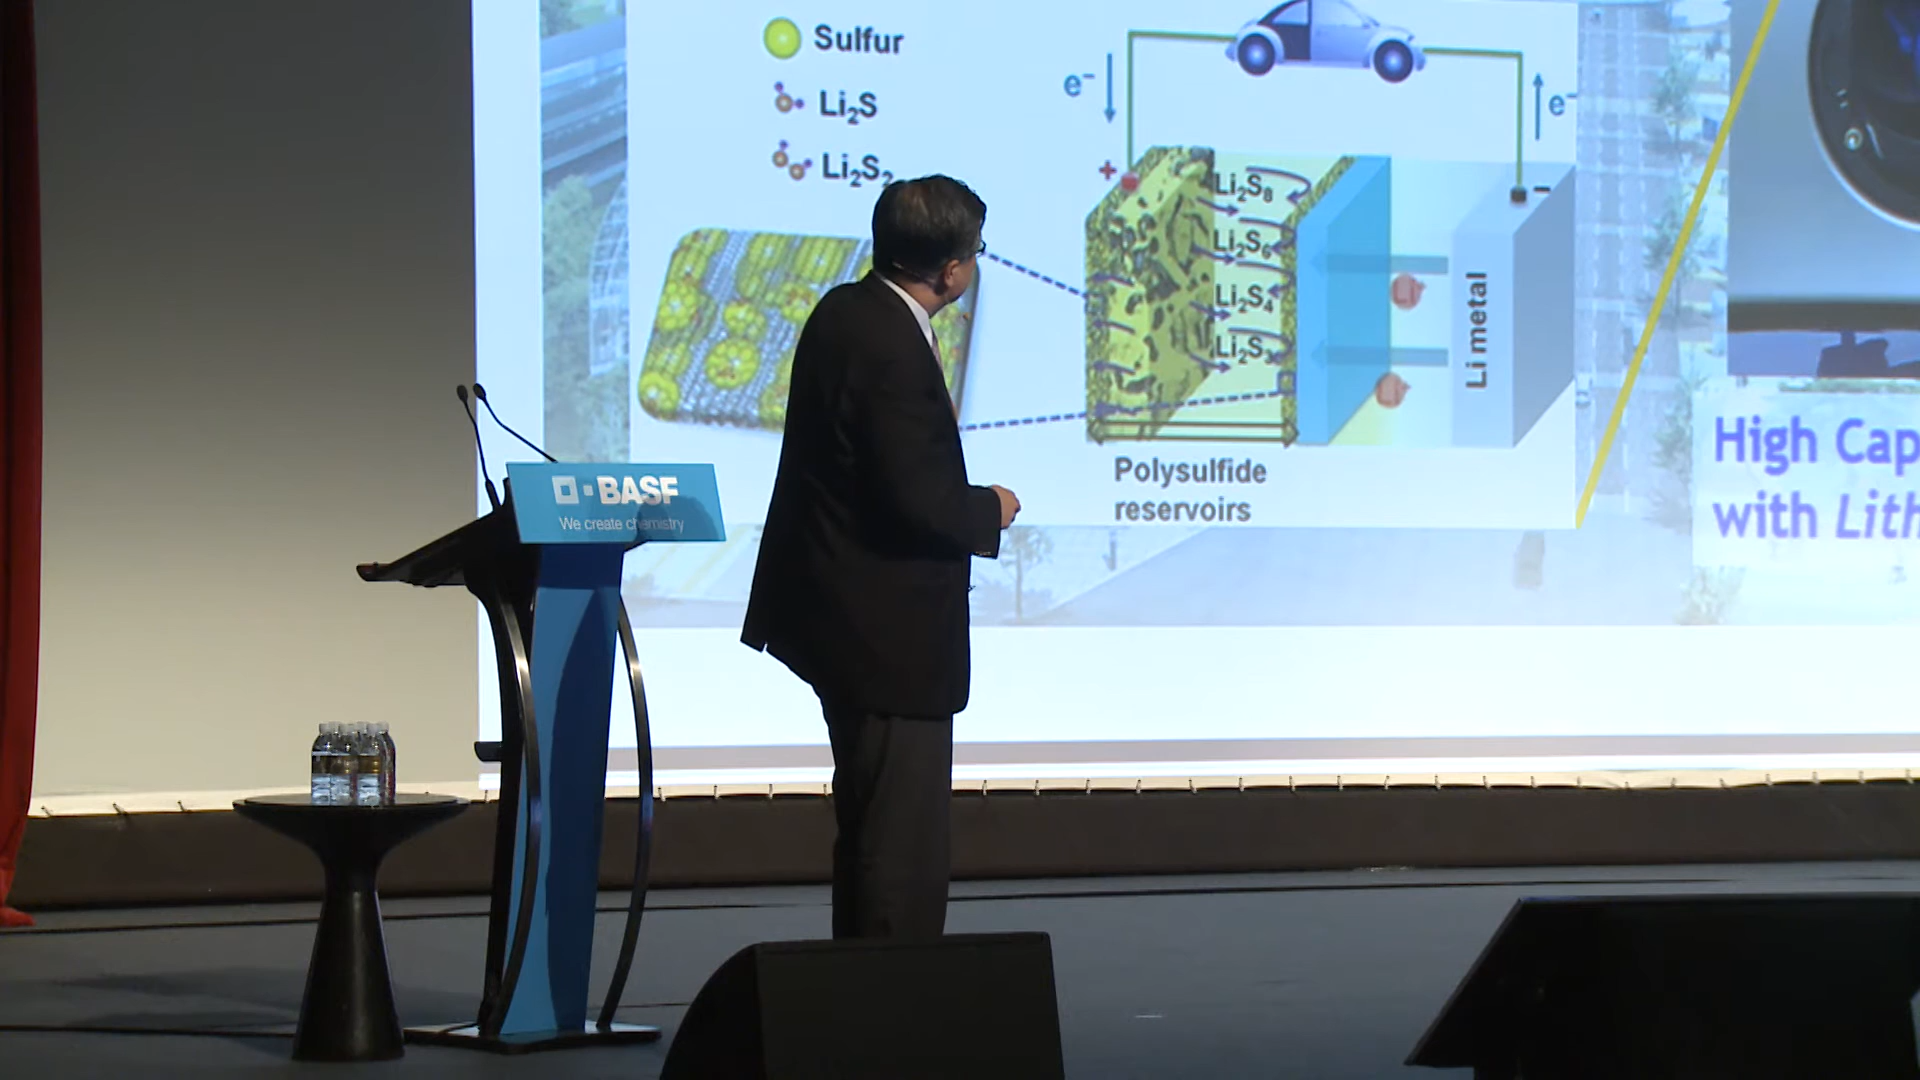 Sulfur
Li₂S
Li₂S₂
e⁻
e⁻
+
−
Li₂S₈
Li₂S₆
Li₂S₄
Li₂S₃
Li metal
Polysulfide
reservoirs
High Cap
with Lith
BASF
We create chemistry